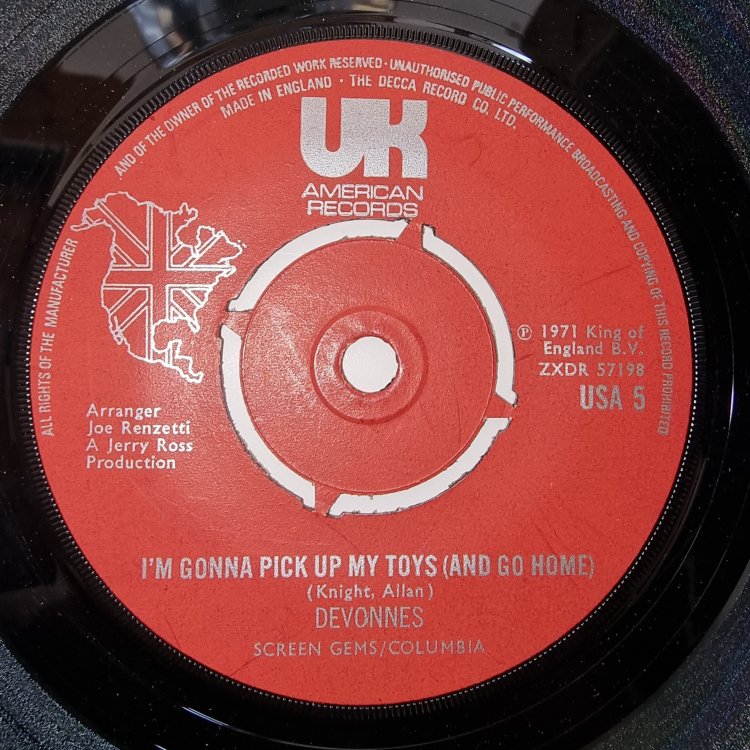 ALL RIGHTS OF THE MANUFACTURER AND OF THE OWNER OF THE RECORDED WORK RESERVED · UNAUTHORISED PUBLIC PERFORMANCE BROADCASTING AND COPYING OF THIS RECORD PROHIBITED
MADE IN ENGLAND · THE DECCA RECORD CO. LTD.
UK
AMERICAN
RECORDS
℗ 1971 King of
England B.V.
ZXDR 57198
USA 5
Arranger
Joe Renzetti
A Jerry Ross
Production
I'M GONNA PICK UP MY TOYS (AND GO HOME)
(Knight, Allan)
DEVONNES
SCREEN GEMS/COLUMBIA